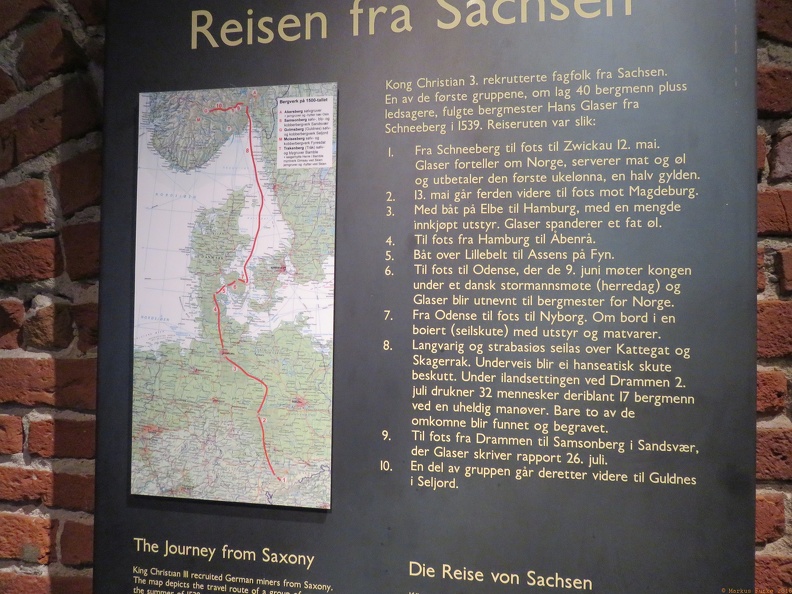 Reisen fra Sachsen
Bergverk på 1500-tallet
Kong Christian 3. rekrutterte fagfolk fra Sachsen.
En av de første gruppene, om lag 40 bergmenn pluss
ledsagere, fulgte bergmester Hans Glaser fra
Schneeberg i 1539. Reiseruten var slik:
1. Fra Schneeberg til fots til Zwickau 12. mai.
Glaser forteller om Norge, serverer mat og øl
og utbetaler den første ukelønna, en halv gylden.
2. 13. mai går ferden videre til fots mot Magdeburg.
3. Med båt på Elbe til Hamburg, med en mengde
innkjøpt utstyr. Glaser spanderer et fat øl.
4. Til fots fra Hamburg til Åbenrå.
5. Båt over Lillebelt til Assens på Fyn.
6. Til fots til Odense, der de 9. juni møter kongen
under et dansk stormannsmøte (herredag) og
Glaser blir utnevnt til bergmester for Norge.
7. Fra Odense til fots til Nyborg. Om bord i en
boiert (seilskute) med utstyr og matvarer.
8. Langvarig og strabasiøs seilas over Kattegat og
Skagerrak. Underveis blir ei hanseatisk skute
beskutt. Under ilandsettingen ved Drammen 2.
juli drukner 32 mennesker deriblant 17 bergmenn
ved en uheldig manøver. Bare to av de
omkomne blir funnet og begravet.
9. Til fots fra Drammen til Samsonberg i Sandsvær,
der Glaser skriver rapport 26. juli.
10. En del av gruppen går deretter videre til Guldnes
i Seljord.
The Journey from Saxony
King Christian III recruited German miners from Saxony.
The map depicts the travel route of a group of
the summer of
Die Reise von Sachsen